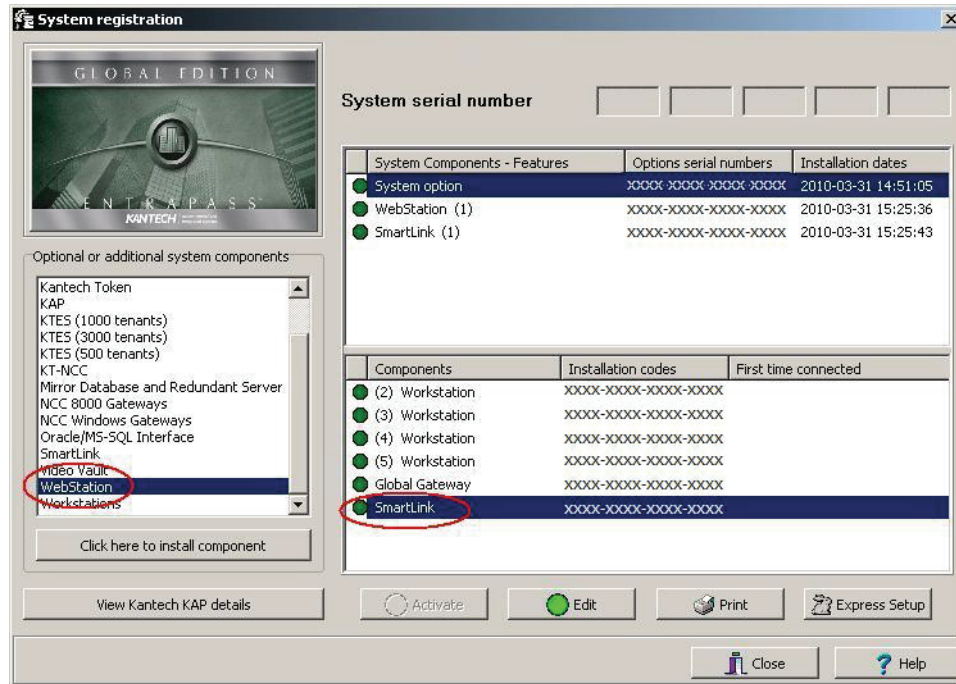 System registration
GLOBAL EDITION
ENTRAPASS
KANTECH
System serial number
System Components - Features Options serial numbers Installation dates
System option XXXX-XXXX-XXXX-XXXX 2010-03-31 14:51:05
WebStation (1) XXXX-XXXX-XXXX-XXXX 2010-03-31 15:25:36
SmartLink (1) XXXX-XXXX-XXXX-XXXX 2010-03-31 15:25:43
Optional or additional system components
Kantech Token
KAP
KTES (1000 tenants)
KTES (3000 tenants)
KTES (500 tenants)
KT-NCC
Mirror Database and Redundant Server
NCC 8000 Gateways
NCC Windows Gateways
Oracle/MS-SQL Interface
SmartLink
Video Vault
WebStation
Workstations
Click here to install component
View Kantech KAP details
Components Installation codes First time connected
(2) Workstation XXXX-XXXX-XXXX-XXXX
(3) Workstation XXXX-XXXX-XXXX-XXXX
(4) Workstation XXXX-XXXX-XXXX-XXXX
(5) Workstation XXXX-XXXX-XXXX-XXXX
Global Gateway XXXX-XXXX-XXXX-XXXX
SmartLink XXXX-XXXX-XXXX-XXXX
Activate Edit Print Express Setup
Close Help